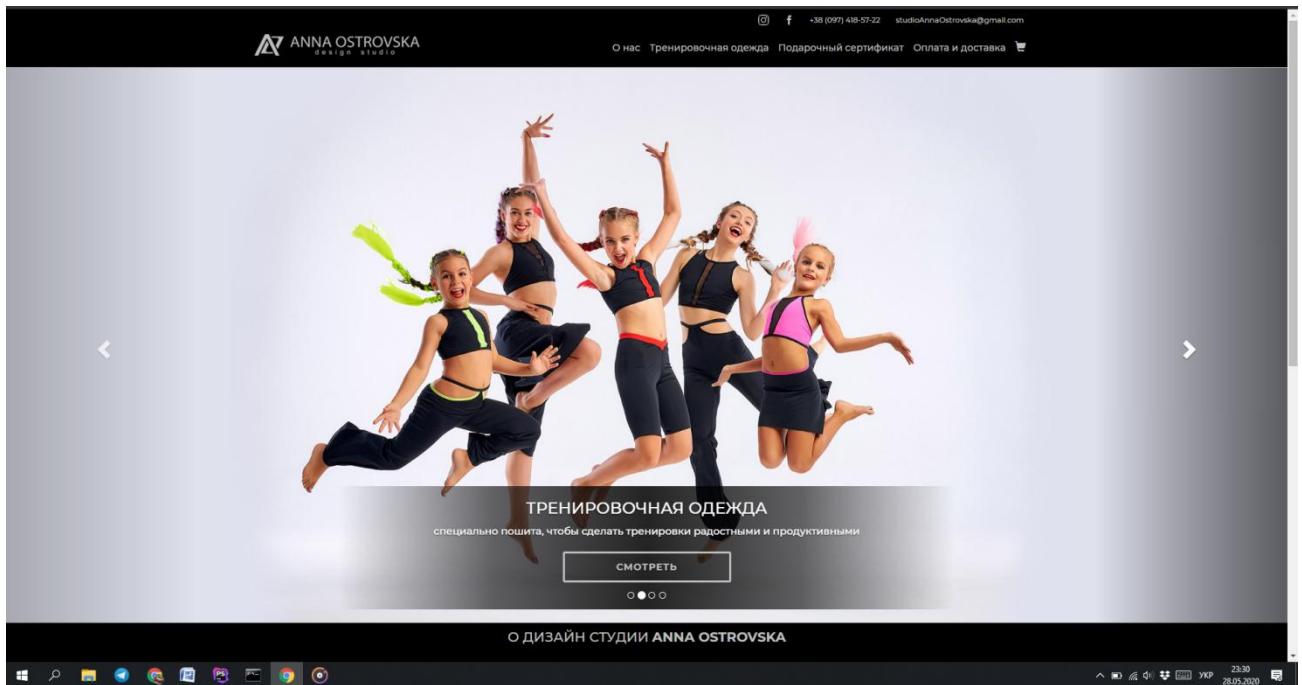 +38 (097) 418-57-22 studioAnnaOstrovska@gmail.com
ANNA OSTROVSKA
design studio
О нас Тренировочная одежда Подарочный сертификат Оплата и доставка
ТРЕНИРОВОЧНАЯ ОДЕЖДА
специально пошита, чтобы сделать тренировки радостными и продуктивными
СМОТРЕТЬ
О ДИЗАЙН СТУДИИ ANNA OSTROVSKA
PS
УКР
23:30
28.05.2020